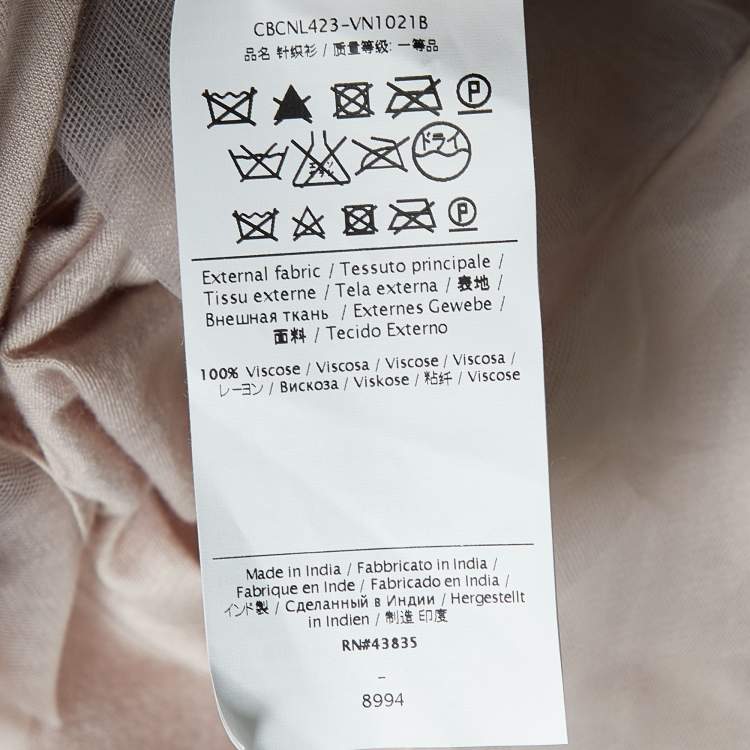 CBCNL423-VN1021B
品名 针织衫 / 质量等级: 一等品
P
ドライ
P
External fabric / Tessuto principale /
Tissu externe / Tela externa / 表地 /
Внешная ткань / Externes Gewebe /
面料 / Tecido Externo
100% Viscose / Viscosa / Viscose / Viscosa /
レーヨン / Вискоза / Viskose / 粘纤 / Viscose
Made in India / Fabbricato in India /
Fabrique en Inde / Fabricado en India /
インド製 / Сделанный в Индии / Hergestellt
in Indien / 制造 印度
RN#43835
-
8994